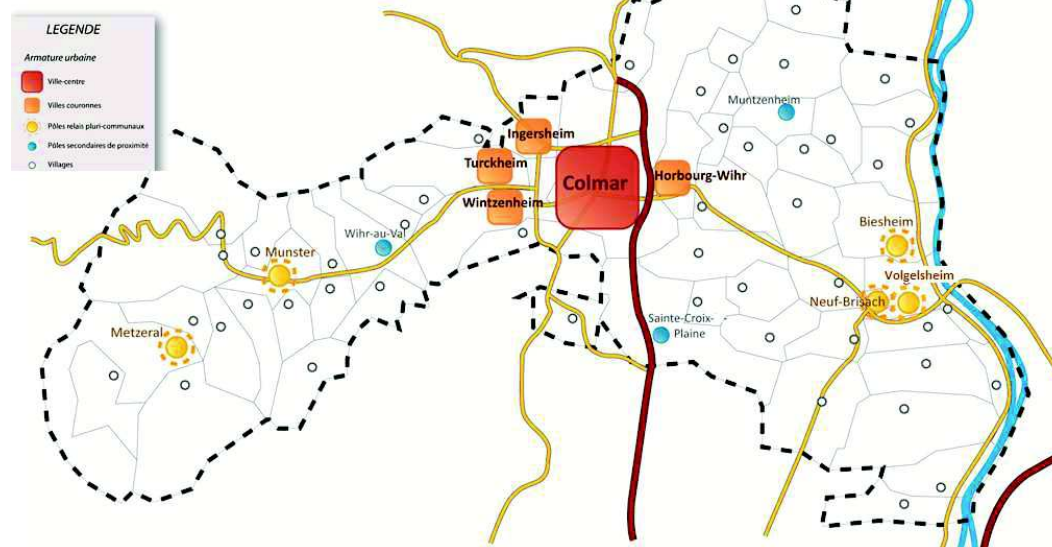 LEGENDE
Armature urbaine
Ville-centre
Villes couronnes
Pôles relais pluri-communaux
Pôles secondaires de proximité
Villages
Muntzenheim
Ingersheim
Turckheim
Colmar
Horbourg-Wihr
Wintzenheim
Wihr-au-Val
Biesheim
Munster
Volgelsheim
Neuf-Brisach
Metzeral
Sainte-Croix-
Plaine